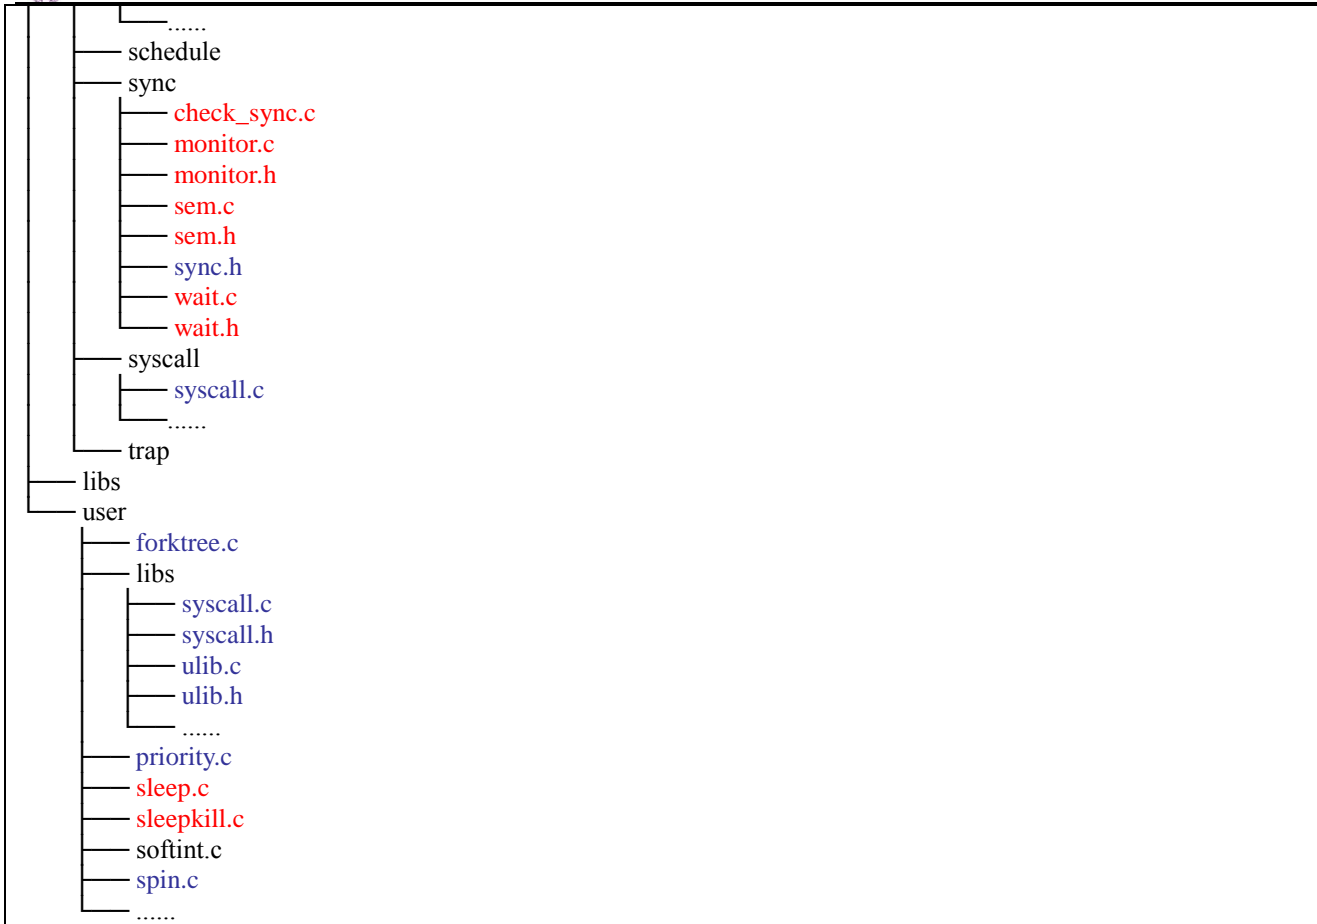 ......
schedule
sync
check_sync.c
monitor.c
monitor.h
sem.c
sem.h
sync.h
wait.c
wait.h
syscall
syscall.c
......
trap
libs
user
forktree.c
libs
syscall.c
syscall.h
ulib.c
ulib.h
......
priority.c
sleep.c
sleepkill.c
softint.c
spin.c
......